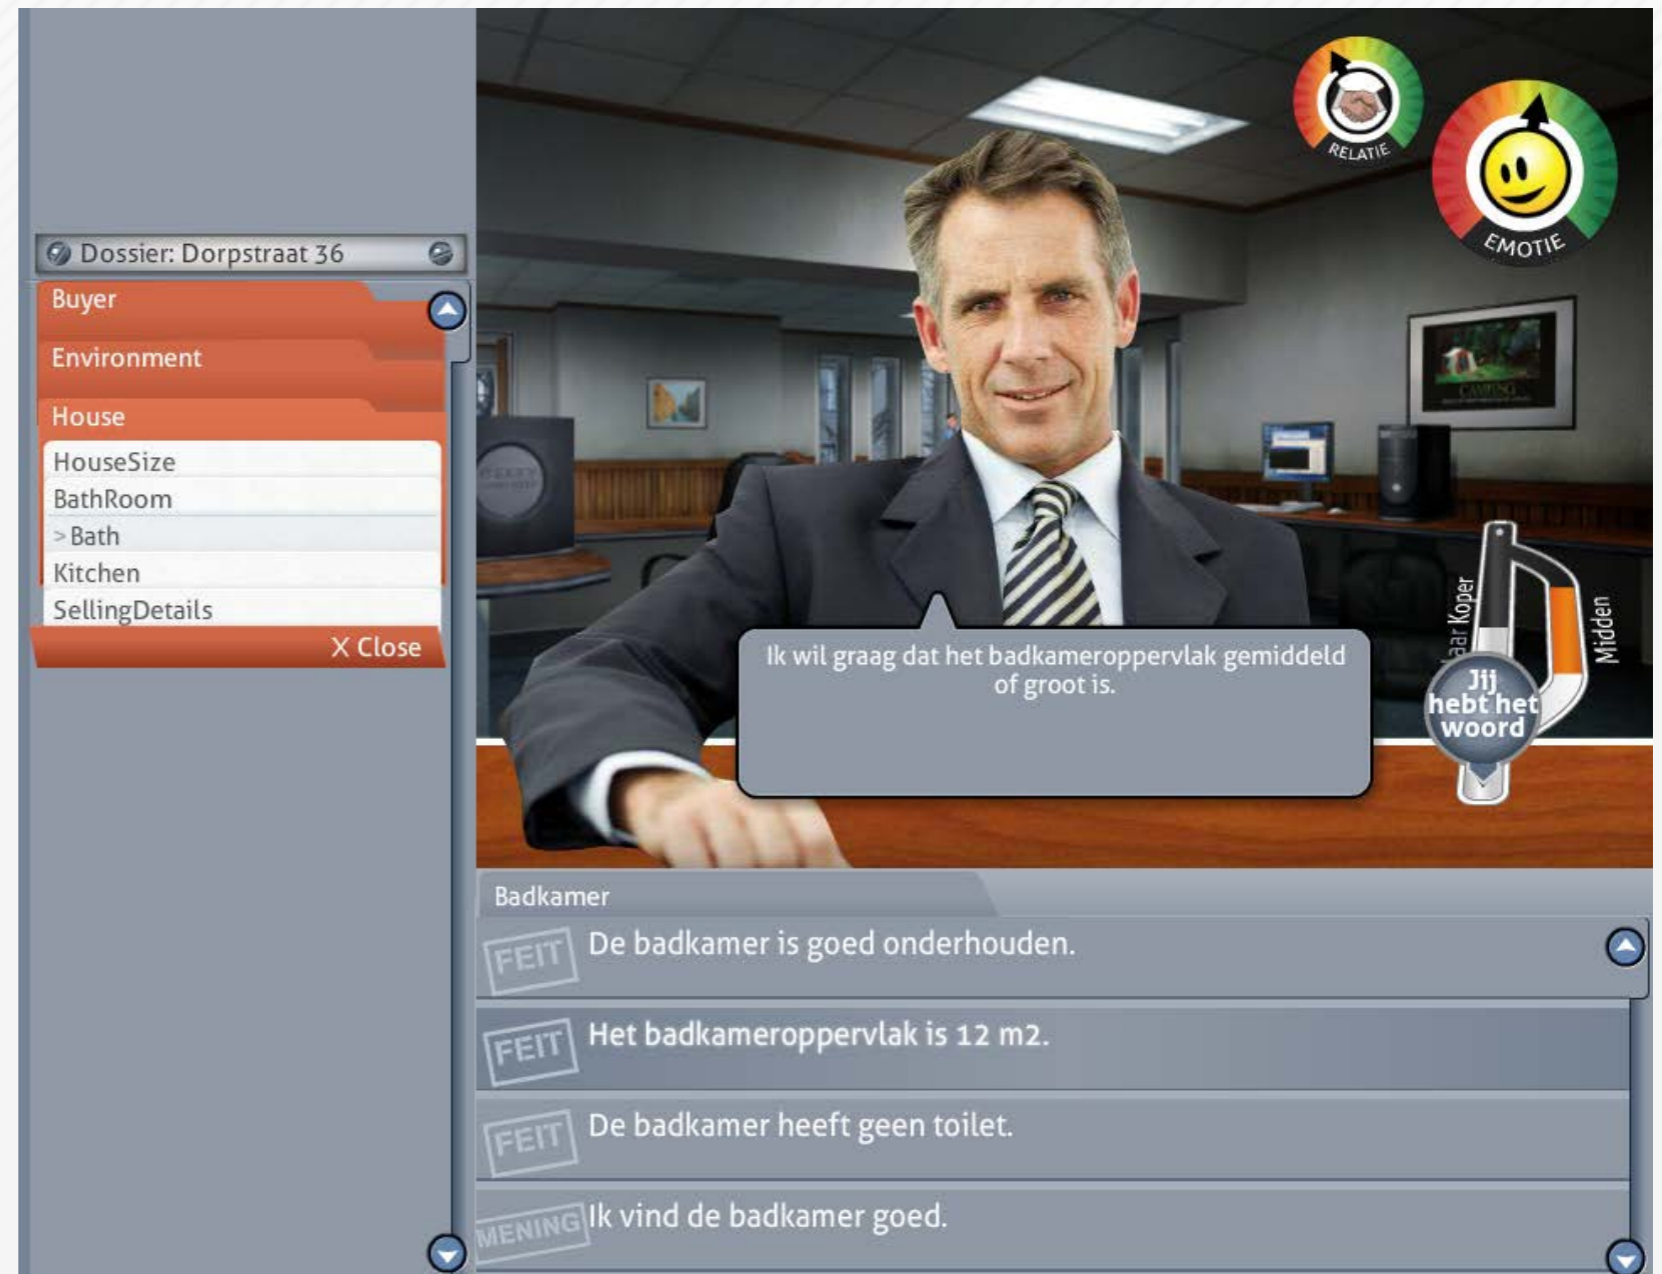 Dossier: Dorpstraat 36
Buyer
Environment
House
HouseSize
BathRoom
>Bath
Kitchen
SellingDetails
X Close
RELATIE
EMOTIE
CAMPING
Koper
Midden
Jij
hebt het
woord
Ik wil graag dat het badkameroppervlak gemiddeld
of groot is.
Badkamer
FEIT De badkamer is goed onderhouden.
FEIT Het badkameroppervlak is 12 m2.
FEIT De badkamer heeft geen toilet.
MENING Ik vind de badkamer goed.